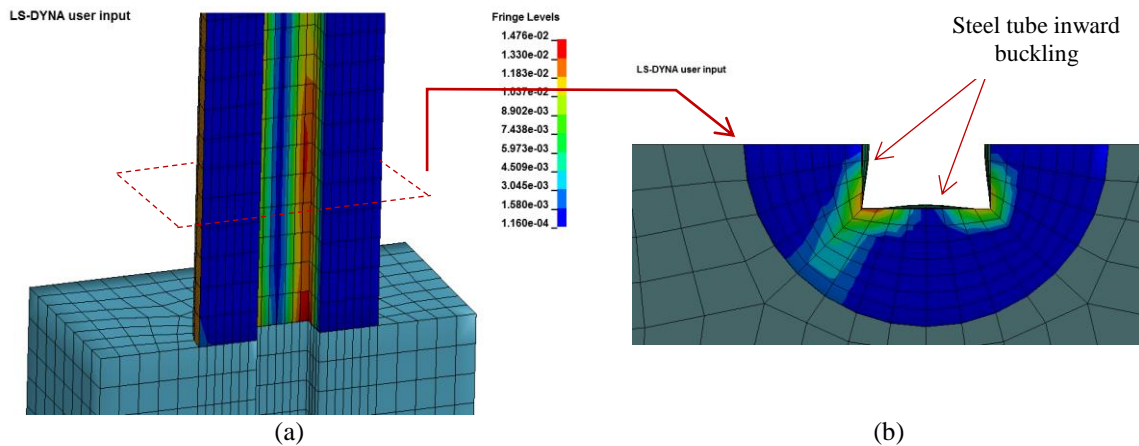 LS-DYNA user input
Fringe Levels
1.476e-02
1.330e-02
1.183e-02
1.037e-02
8.902e-03
7.438e-03
5.973e-03
4.509e-03
3.045e-03
1.580e-03
1.160e-04
Steel tube inward
buckling
LS-DYNA user input
(a)
(b)